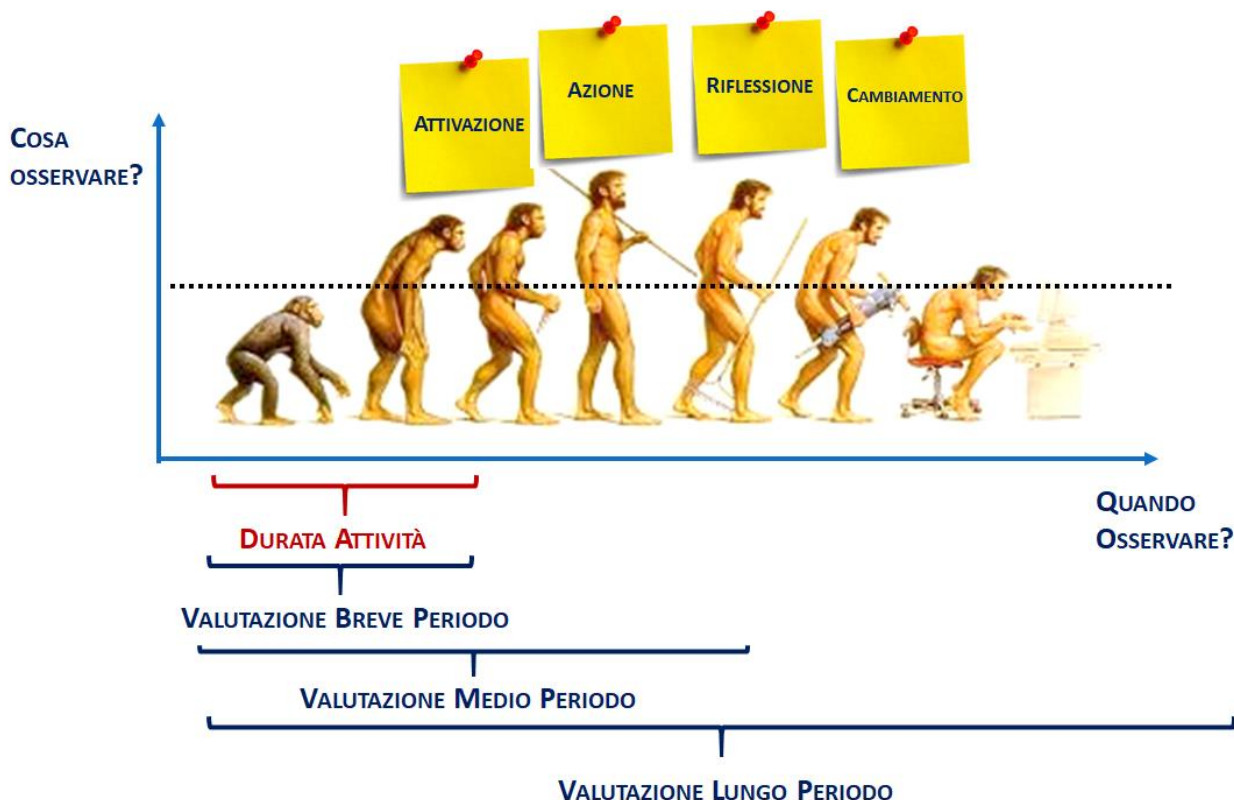 ATTIVAZIONE
AZIONE
RIFLESSIONE
CAMBIAMENTO
COSA
OSSERVARE?
QUANDO
OSSERVARE?
DURATA ATTIVITÀ
VALUTAZIONE BREVE PERIODO
VALUTAZIONE MEDIO PERIODO
VALUTAZIONE LUNGO PERIODO